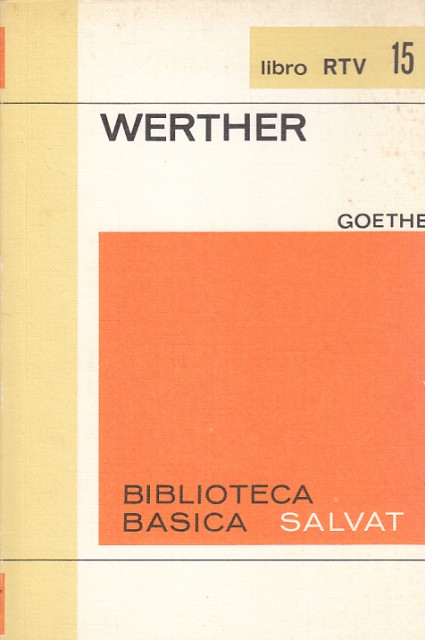 libro RTV 15
WERTHER
GOETHE
BIBLIOTECA
BASICA SALVAT